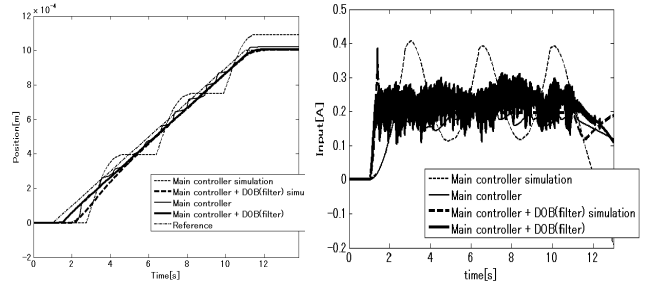 × 10⁻⁴
12
10
8
6
4
2
0
−2
0 2 4 6 8 10 12
Position[m]
Time[s]
Main controller simulation
Main controller + DOB(filter) simu
Main controller
Main controller + DOB(filter)
Reference
0.5
0.4
0.3
0.2
0.1
0
−0.1
−0.2
0 2 4 6 8 10 12
Input[A]
time[s]
Main controller simulation
Main controller
Main controller + DOB(filter) simulation
Main controller + DOB(filter)